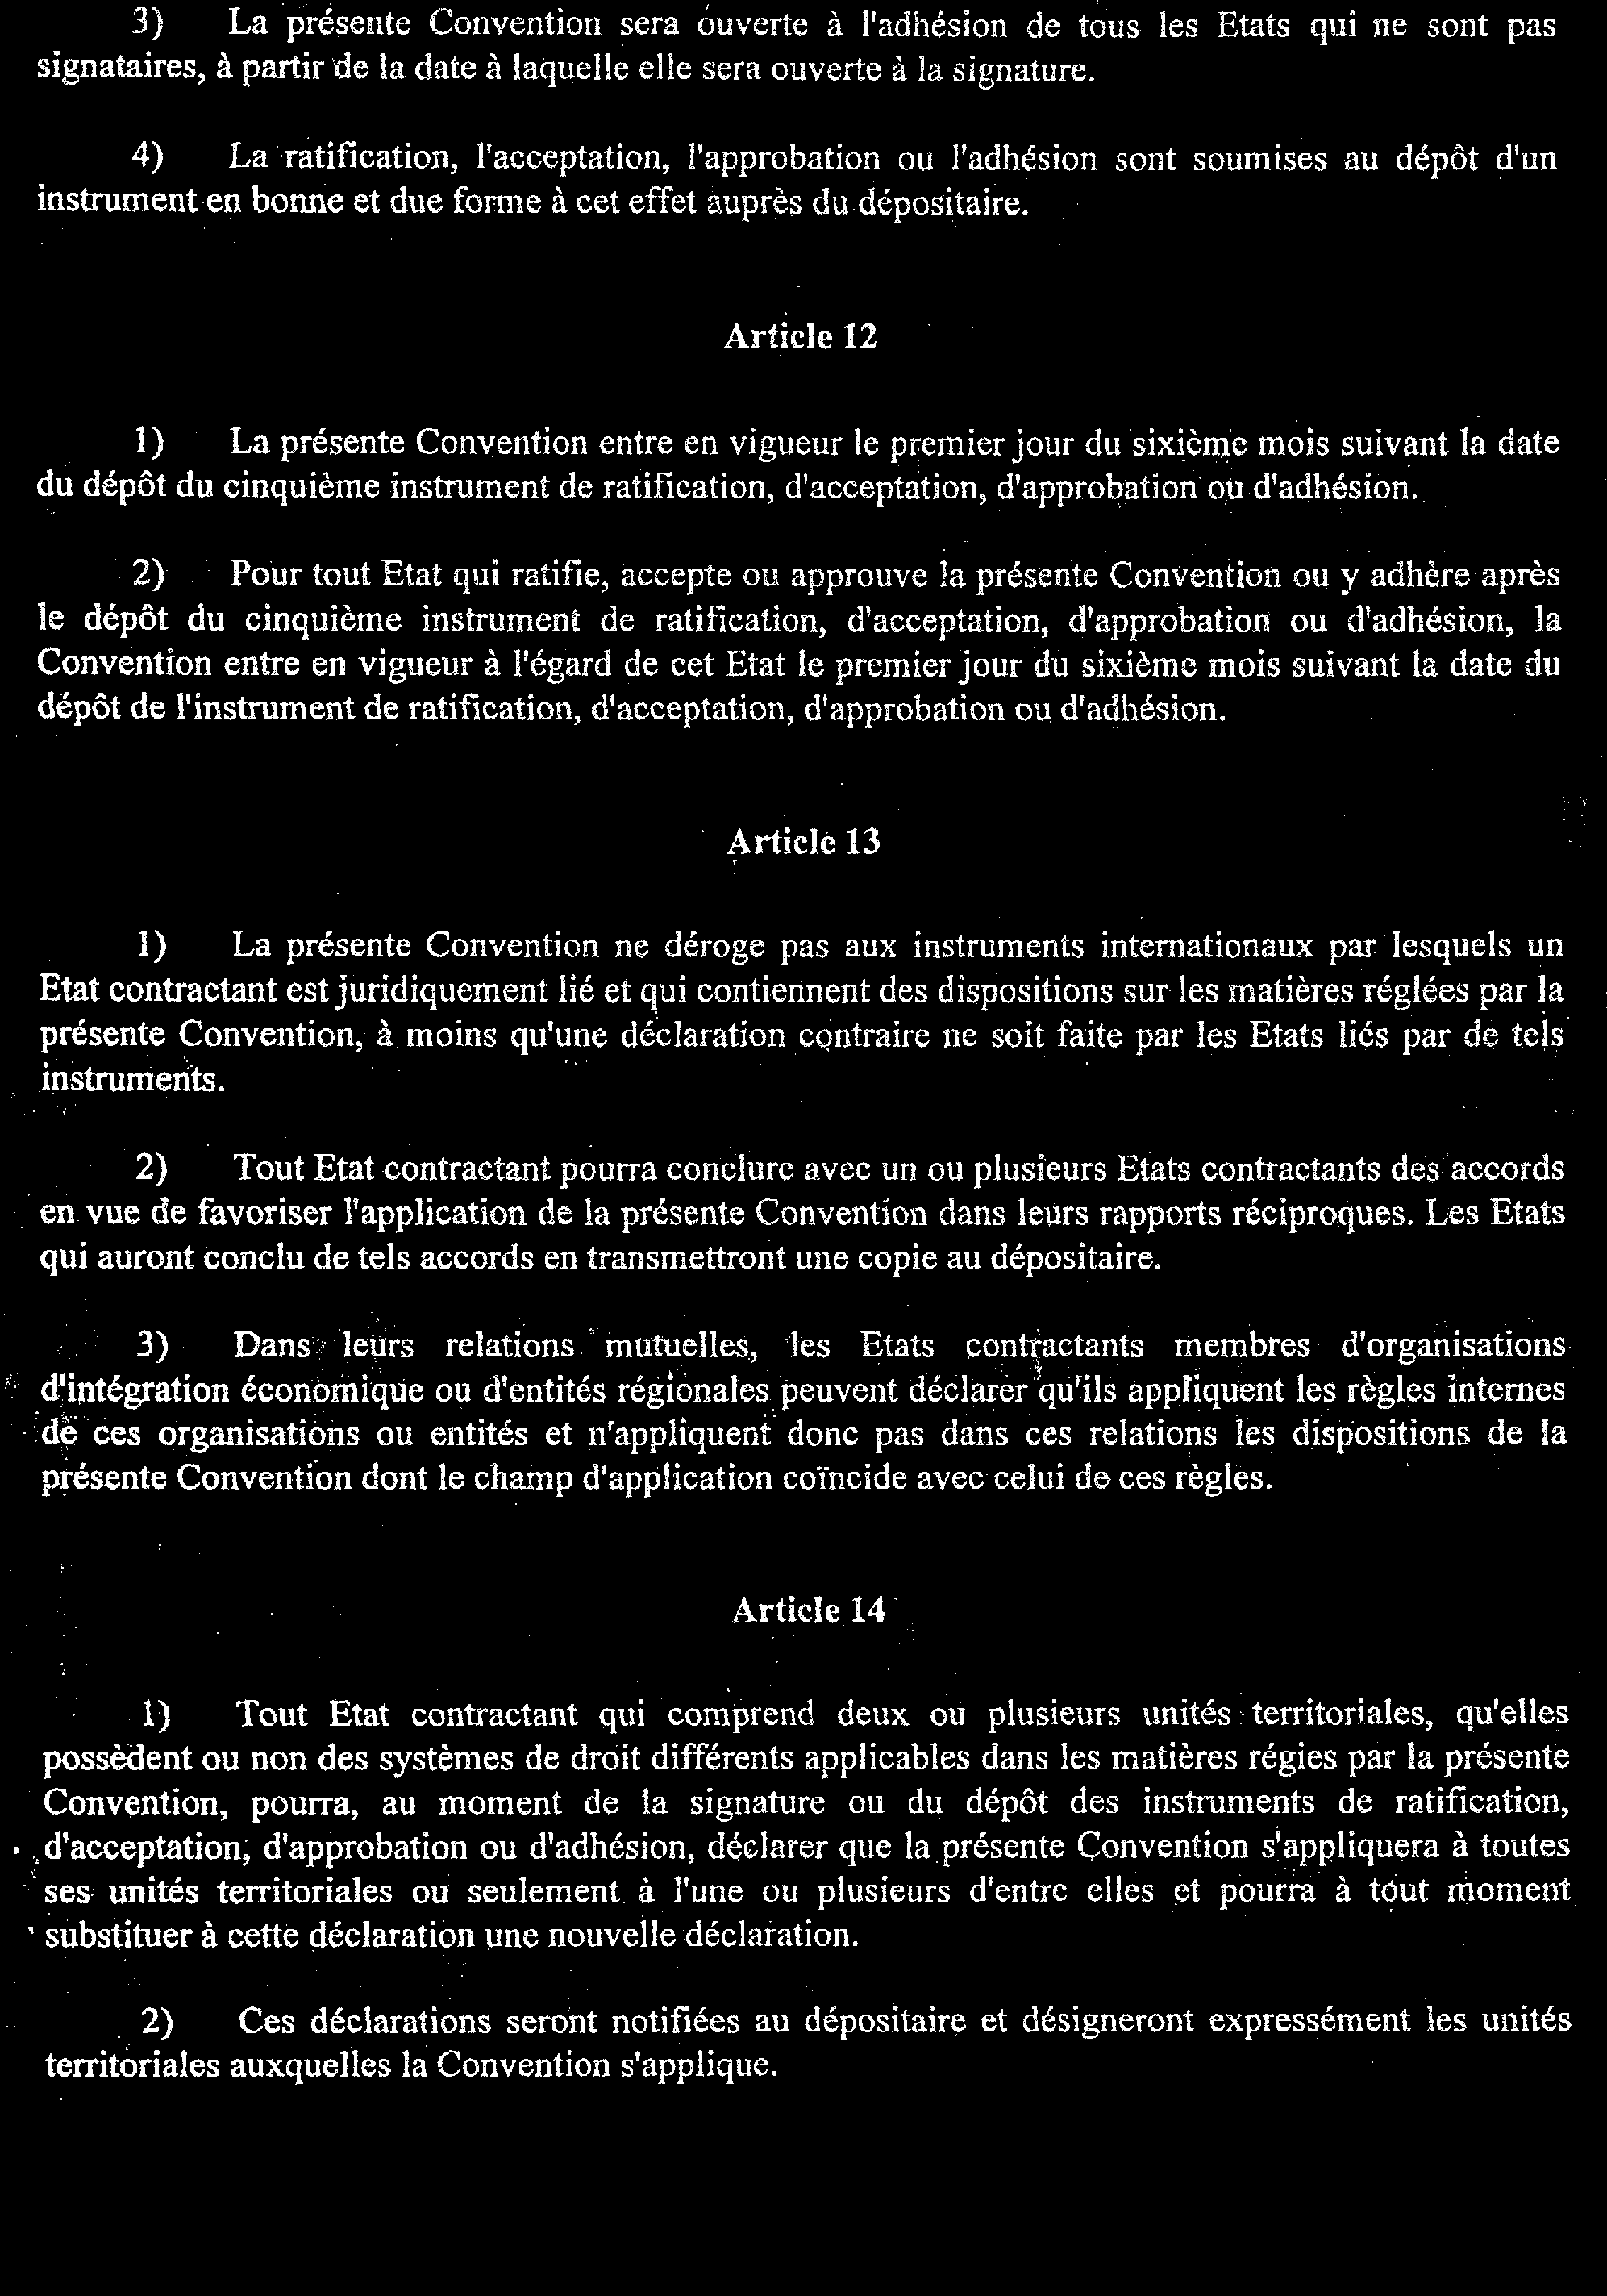 3) La présente Convention sera ouverte à l'adhésion de tous les Etats qui ne sont pas
signataires, à partir de la date à laquelle elle sera ouverte à la signature.
4) La ratification, l'acceptation, l'approbation ou l'adhésion sont soumises au dépôt d'un
instrument en bonne et due forme à cet effet auprès du dépositaire.
Article 12
1) La présente Convention entre en vigueur le premier jour du sixième mois suivant la date
du dépôt du cinquième instrument de ratification, d'acceptation, d'approbation ou d'adhésion.
2) Pour tout Etat qui ratifie, accepte ou approuve la présente Convention ou y adhère après
le dépôt du cinquième instrument de ratification, d'acceptation, d'approbation ou d'adhésion, la
Convention entre en vigueur à l'égard de cet Etat le premier jour du sixième mois suivant la date du
dépôt de l'instrument de ratification, d'acceptation, d'approbation ou d'adhésion.
Article 13
1) La présente Convention ne déroge pas aux instruments internationaux par lesquels un
Etat contractant est juridiquement lié et qui contiennent des dispositions sur les matières réglées par la
présente Convention, à moins qu'une déclaration contraire ne soit faite par les Etats liés par de tels
instruments.
2) Tout Etat contractant pourra conclure avec un ou plusieurs Etats contractants des accords
en vue de favoriser l'application de la présente Convention dans leurs rapports réciproques. Les Etats
qui auront conclu de tels accords en transmettront une copie au dépositaire.
3) Dans leurs relations mutuelles, les Etats contractants membres d'organisations
d'intégration économique ou d'entités régionales peuvent déclarer qu'ils appliquent les règles internes
de ces organisations ou entités et n'appliquent donc pas dans ces relations les dispositions de la
présente Convention dont le champ d'application coïncide avec celui de ces règles.
Article 14
1) Tout Etat contractant qui comprend deux ou plusieurs unités territoriales, qu'elles
possèdent ou non des systèmes de droit différents applicables dans les matières régies par la présente
Convention, pourra, au moment de la signature ou du dépôt des instruments de ratification,
d'acceptation, d'approbation ou d'adhésion, déclarer que la présente Convention s'appliquera à toutes
ses unités territoriales ou seulement à l'une ou plusieurs d'entre elles et pourra à tout moment
substituer à cette déclaration une nouvelle déclaration.
2) Ces déclarations seront notifiées au dépositaire et désigneront expressément les unités
territoriales auxquelles la Convention s'applique.